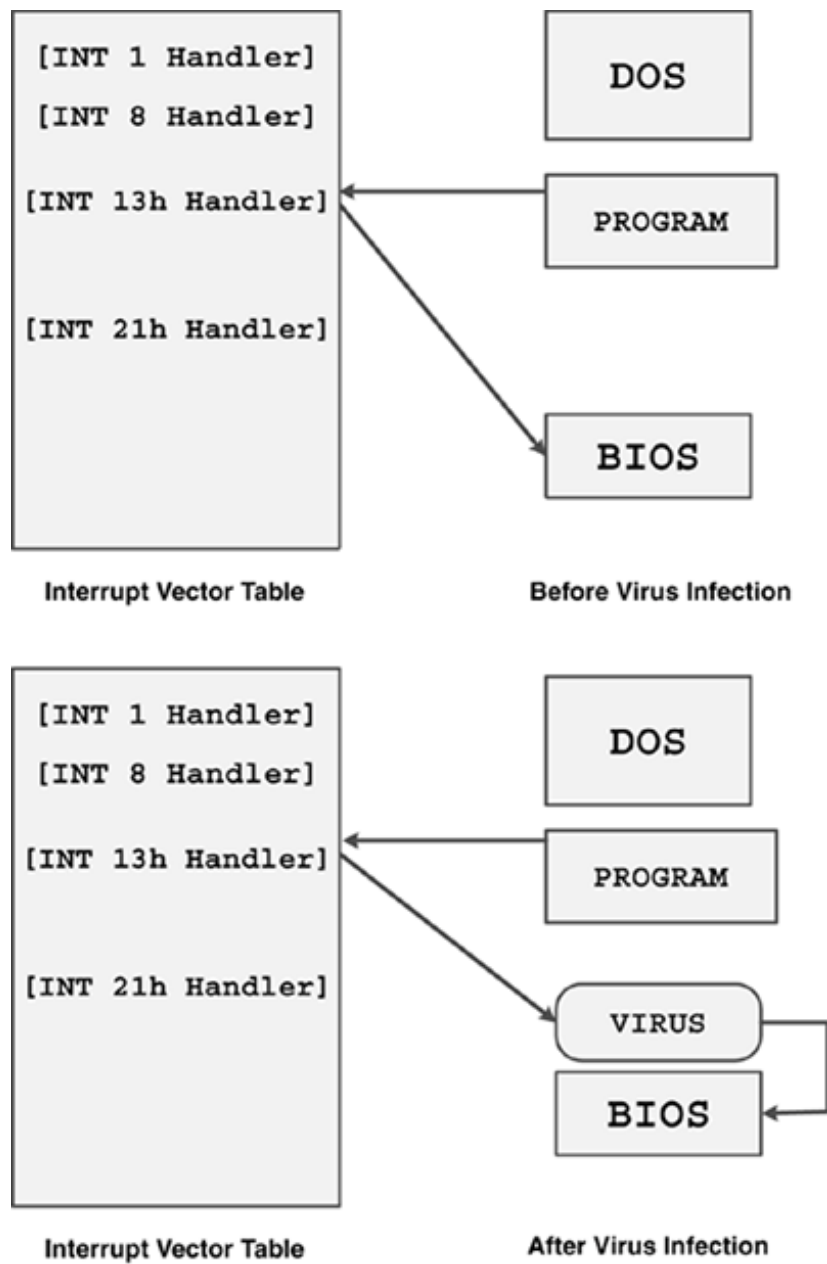 [INT 1 Handler]
[INT 8 Handler]
[INT 13h Handler]
[INT 21h Handler]
DOS
PROGRAM
BIOS
Interrupt Vector Table
Before Virus Infection
[INT 1 Handler]
[INT 8 Handler]
[INT 13h Handler]
[INT 21h Handler]
DOS
PROGRAM
VIRUS
BIOS
Interrupt Vector Table
After Virus Infection